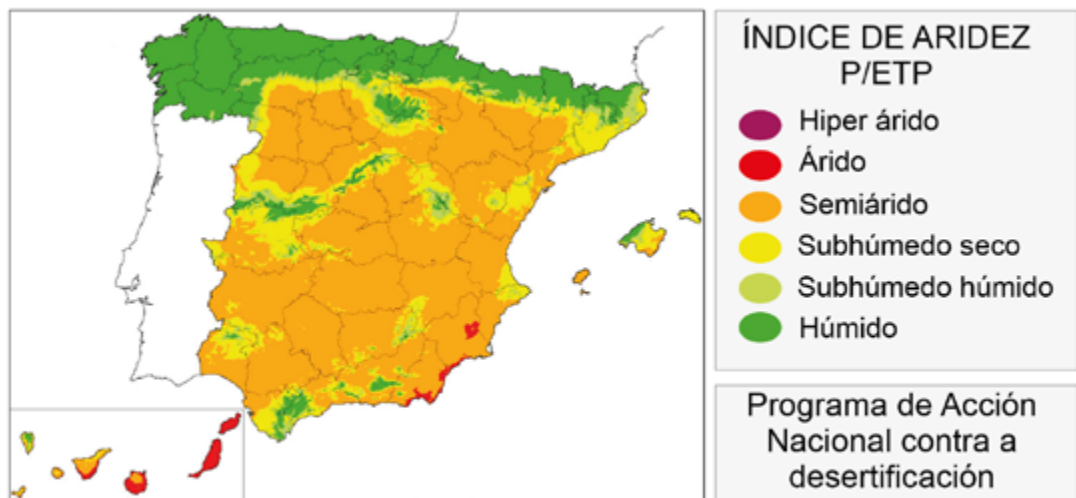 ÍNDICE DE ARIDEZ
P/ETP
Hiper árido
Árido
Semiárido
Subhúmedo seco
Subhúmedo húmido
Húmido
Programa de Acción
Nacional contra a
desertificación